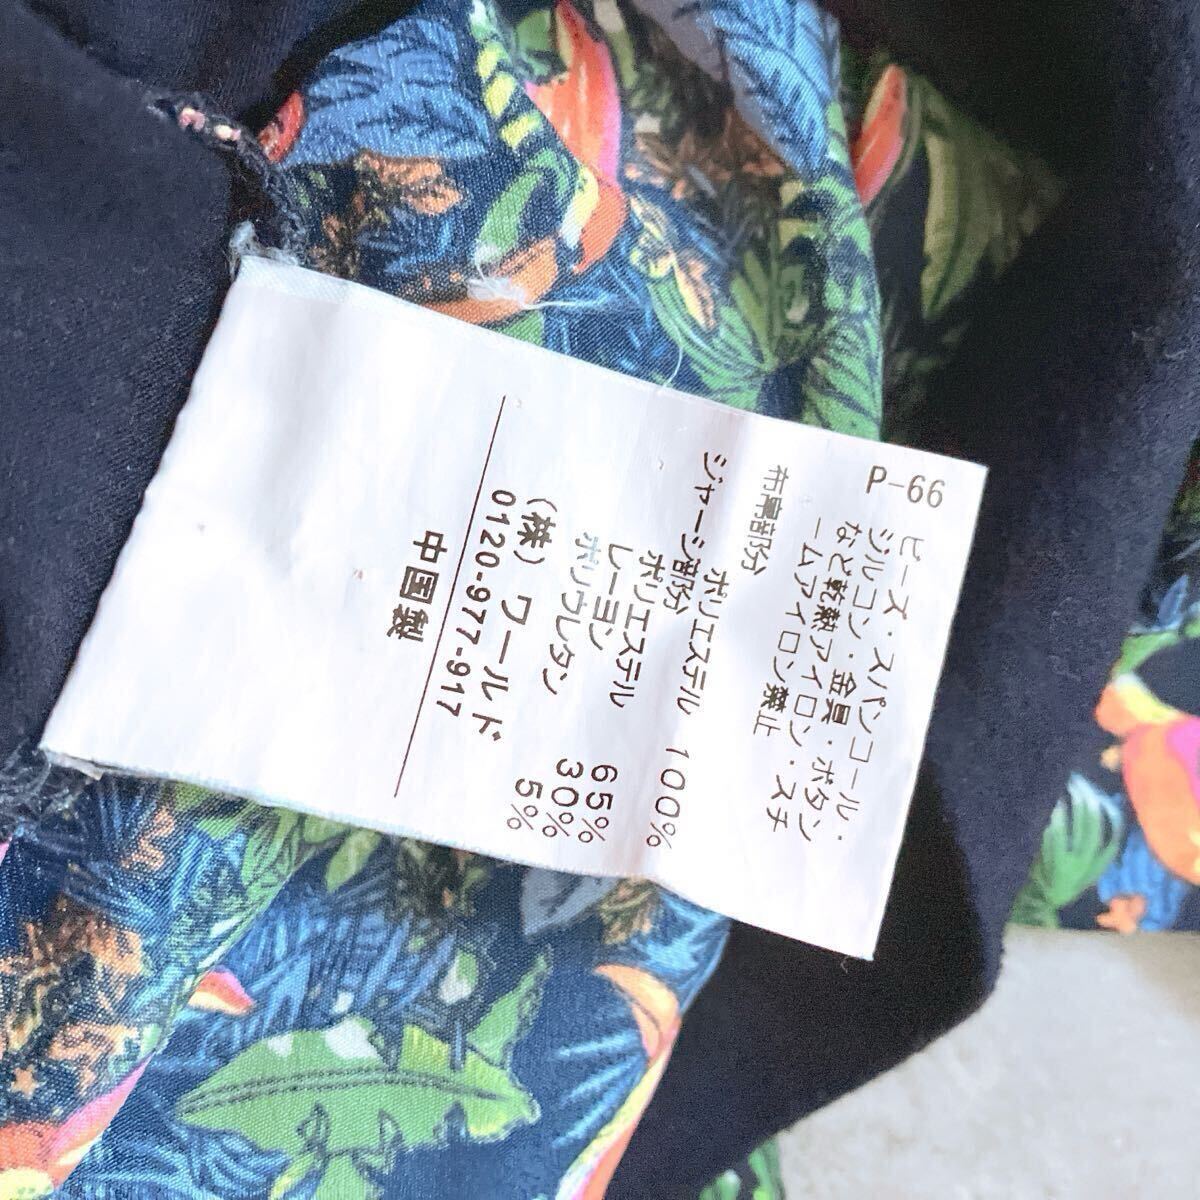 P-66
ビーズ・スパンコール・
ジルコン・金具・ボタン
など乾熱アイロン・スチ
ームアイロン禁止
布帛部分
ポリエステル 100%
ジャージ部分
ポリエステル 65%
レーヨン 30%
ポリウレタン 5%
(株) ワールド
0120-977-917
中国製